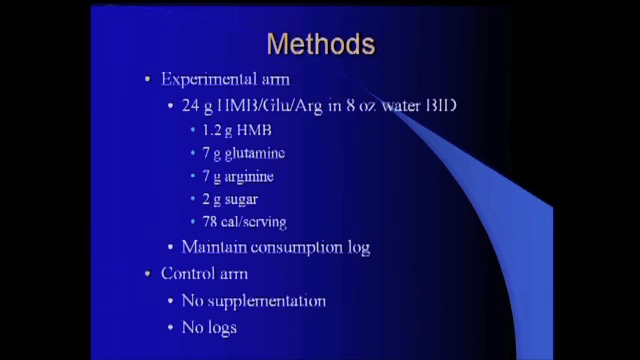 Methods
• Experimental arm
• 24 g HMB/Glu/Arg in 8 oz water BID
• 1.2 g HMB
• 7 g glutamine
• 7 g arginine
• 2 g sugar
• 78 cal/serving
• Maintain consumption log
• Control arm
• No supplementation
• No logs